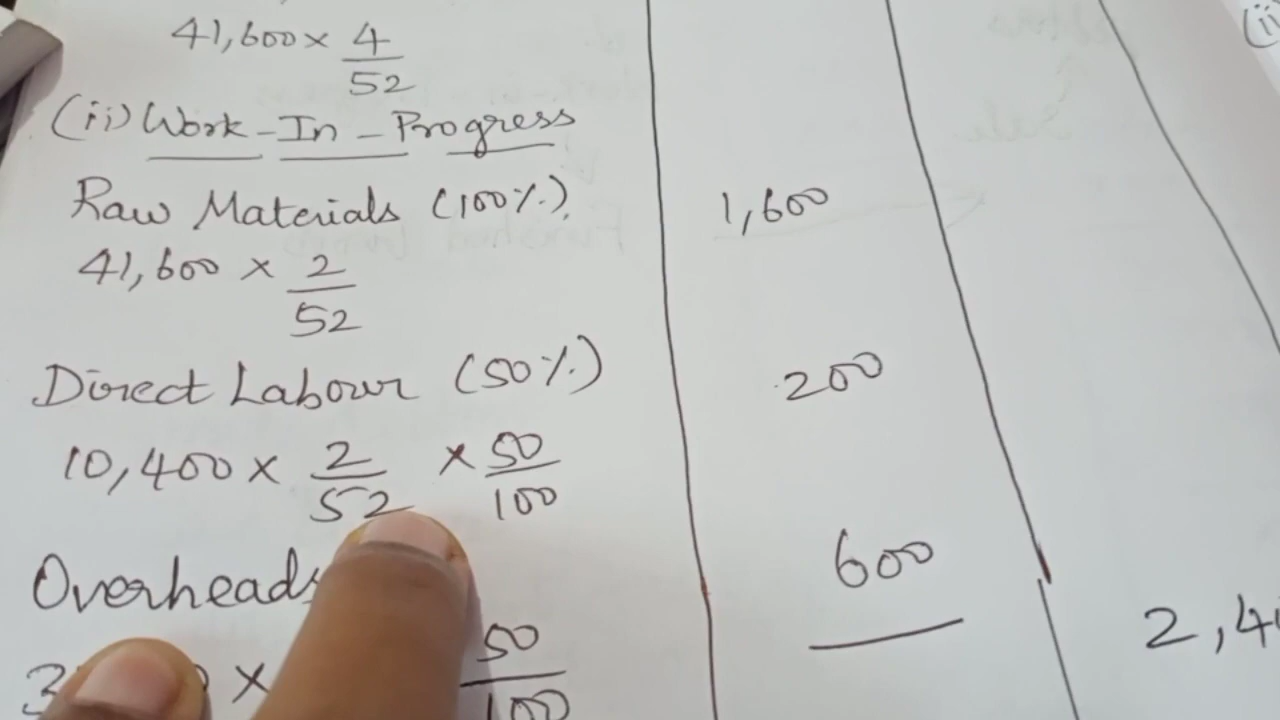 41,600 × 4/52
(ii) Work-In-Progress
Raw Materials (100%) 1,600
41,600 × 2/52
Direct Labour (50%) 200
10,400 × 2/52 × 50/100
Overheads 600
× 50/100
(ii